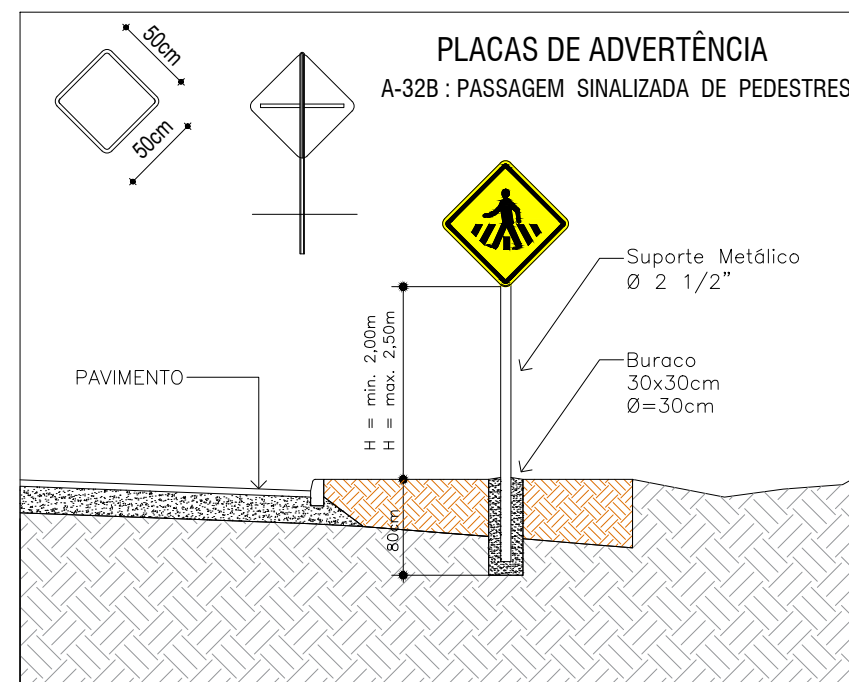 PLACAS DE ADVERTÊNCIA
A-32B : PASSAGEM SINALIZADA DE PEDESTRES
50cm
50cm
Suporte Metálico
Ø 2 1/2”
H = min. 2,00m
H = max. 2,50m
Buraco
30x30cm
Ø=30cm
PAVIMENTO
80cm